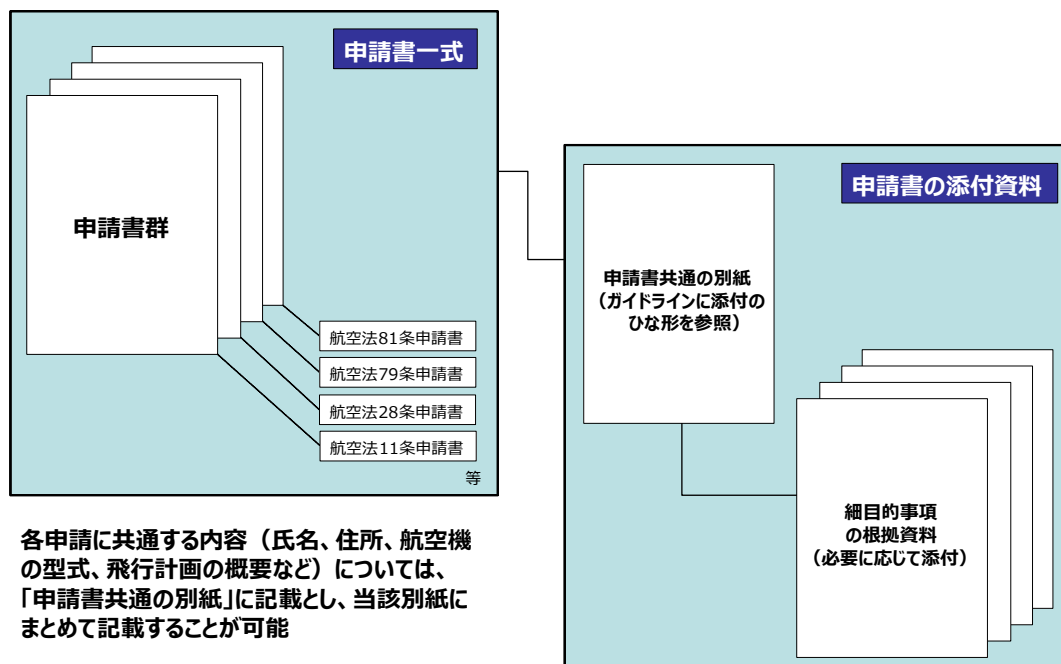 申請書一式
申請書群
航空法81条申請書
航空法79条申請書
航空法28条申請書
航空法11条申請書
等
各申請に共通する内容（氏名、住所、航空機
の型式、飛行計画の概要など）については、
「申請書共通の別紙」に記載とし、当該別紙に
まとめて記載することが可能
申請書の添付資料
申請書共通の別紙
（ガイドラインに添付の
ひな形を参照）
細目的事項
の根拠資料
（必要に応じて添付）